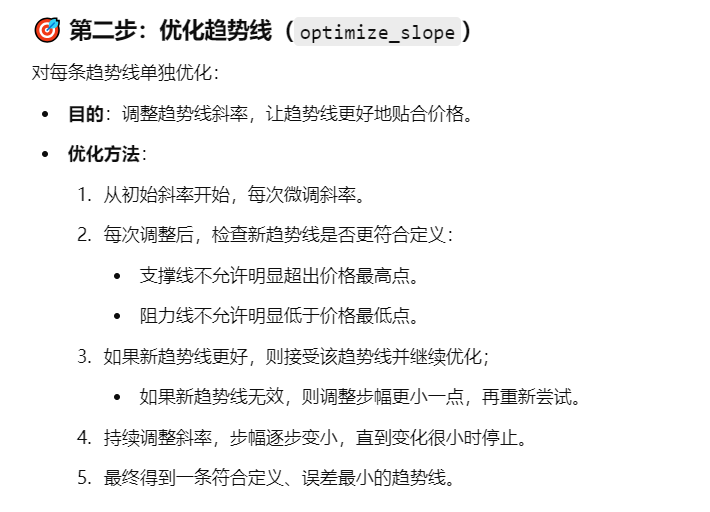 🎯 第二步：优化趋势线（optimize_slope）
对每条趋势线单独优化：
• 目的：调整趋势线斜率，让趋势线更好地贴合价格。
• 优化方法：
1. 从初始斜率开始，每次微调斜率。
2. 每次调整后，检查新趋势线是否更符合定义：
• 支撑线不允许明显超出价格最高点。
• 阻力线不允许明显低于价格最低点。
3. 如果新趋势线更好，则接受该趋势线并继续优化；
• 如果新趋势线无效，则调整步幅更小一点，再重新尝试。
4. 持续调整斜率，步幅逐步变小，直到变化很小时停止。
5. 最终得到一条符合定义、误差最小的趋势线。